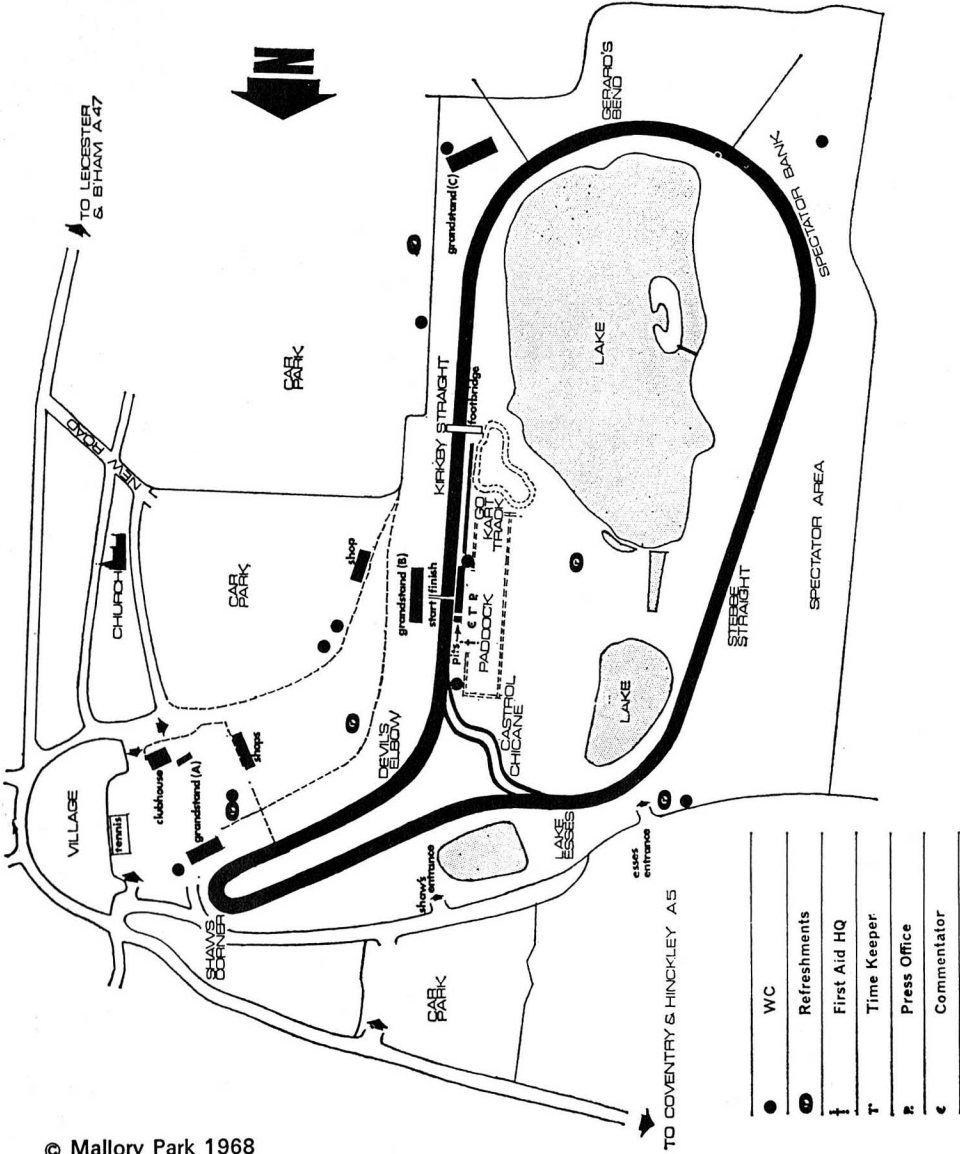 N
TO LEICESTER
& B'HAM A 47
NEW ROAD
CHURCH
CAR
PARK
CAR
PARK
VILLAGE
tennis
clubhouse
grandstand (A)
shops
shop
grandstand (B)
start finish
grandstand (C)
GERARD'S
BEND
KIRKBY STRAIGHT
footbridge
DEVIL'S
ELBOW
pits
† c T P.
PADDOCK
GO
KART
TRACK
CASTROL
CHICANE
LAKE
LAKE
SPECTATOR BANK
SPECTATOR AREA
STEBBE
STRAIGHT
LAKE
ESSES
esses
entrance
shaw's
entrance
SHAWS
CORNER
CAR
PARK
TO COVENTRY & HINCKLEY A5
WC
Refreshments
† First Aid HQ
T Time Keeper.
P. Press Office
c Commentator
© Mallory Park 1968